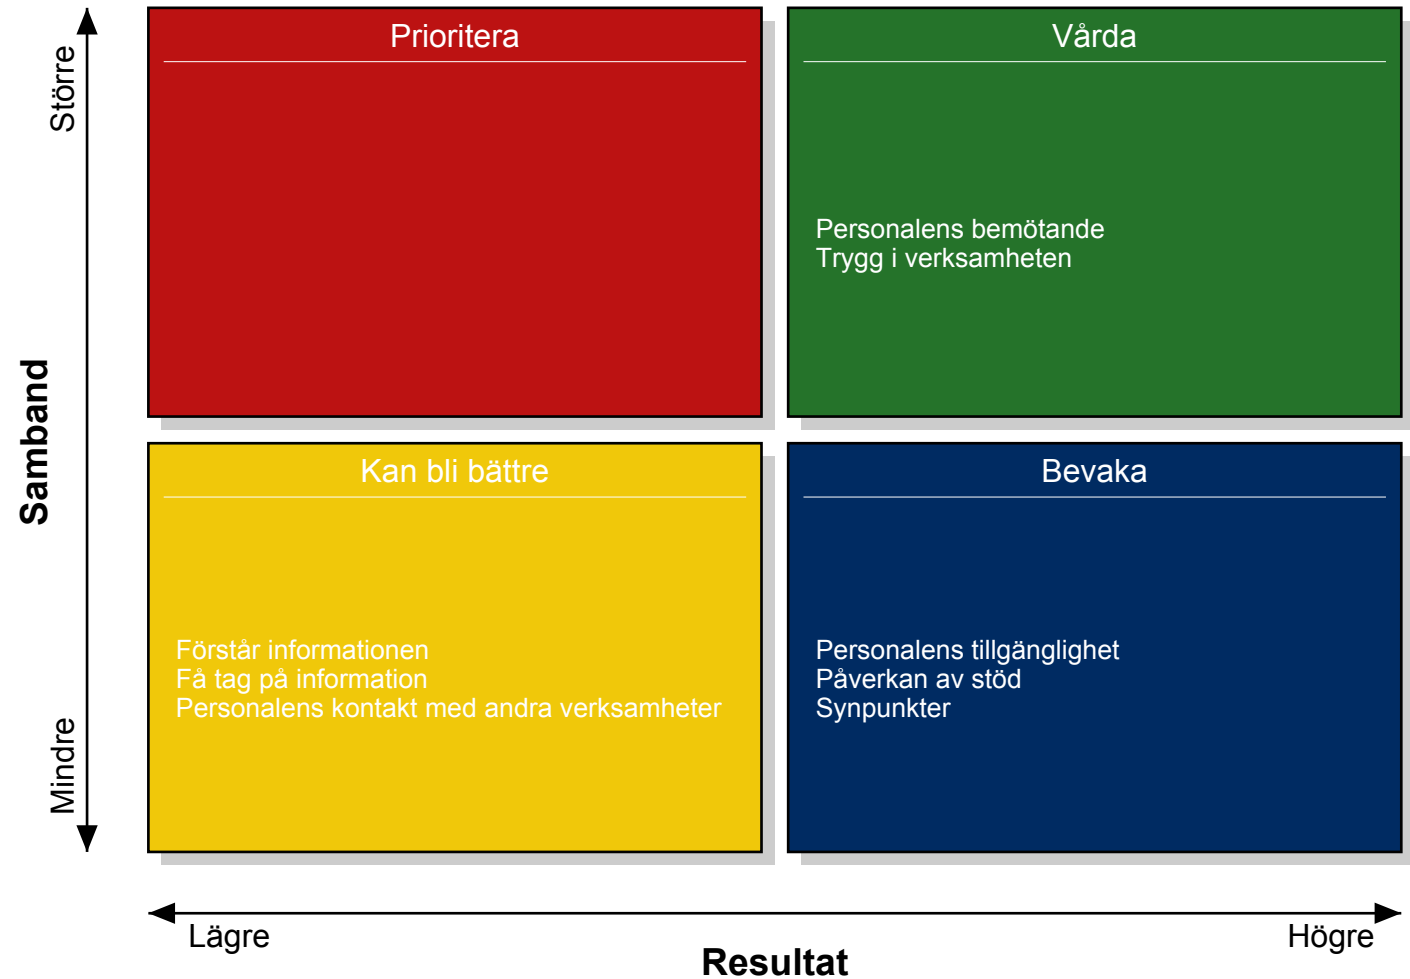 Större
Samband
Mindre
Prioritera
Vårda
Personalens bemötande
Trygg i verksamheten
Kan bli bättre
Förstår informationen
Få tag på information
Personalens kontakt med andra verksamheter
Bevaka
Personalens tillgänglighet
Påverkan av stöd
Synpunkter
Lägre
Högre
Resultat